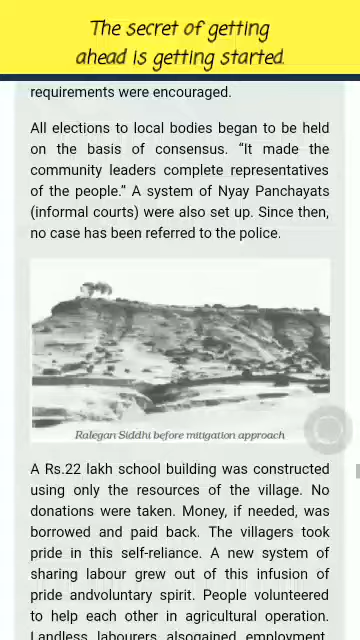 The secret of getting
ahead is getting started.
requirements were encouraged.
All elections to local bodies began to be held
on the basis of consensus. “It made the
community leaders complete representatives
of the people.” A system of Nyay Panchayats
(informal courts) were also set up. Since then,
no case has been referred to the police.
Ralegan Siddhi before mitigation approach
A Rs.22 lakh school building was constructed
using only the resources of the village. No
donations were taken. Money, if needed, was
borrowed and paid back. The villagers took
pride in this self-reliance. A new system of
sharing labour grew out of this infusion of
pride andvoluntary spirit. People volunteered
to help each other in agricultural operation.
Landless labourers alsogained employment.